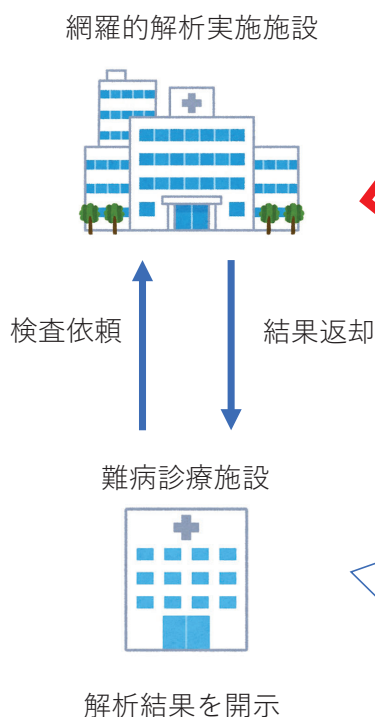 網羅的解析実施施設
検査依頼
結果返却
難病診療施設
解析結果を開示